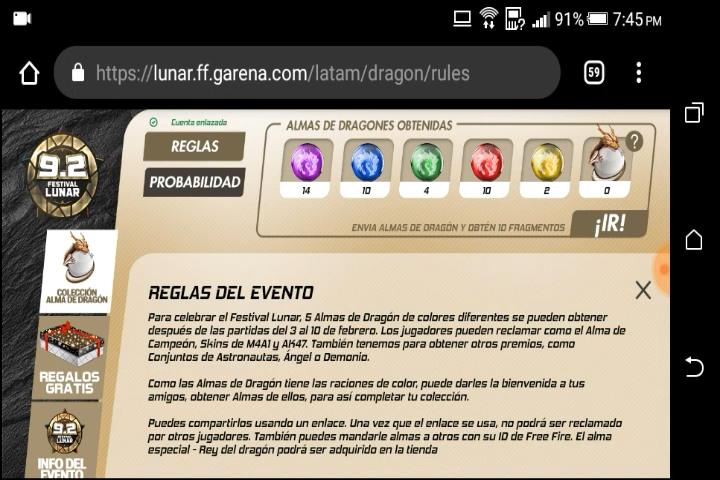 91% 7:45 PM
https://lunar.ff.garena.com/latam/dragon/rules
59
Cuenta enlazada
REGLAS
PROBABILIDAD
ALMAS DE DRAGONES OBTENIDAS
?
14 10 4 10 2 0
ENVIA ALMAS DE DRAGÓN Y OBTÉN 10 FRAGMENTOS
¡IR!
9.2
FESTIVAL
LUNAR
COLECCIÓN
ALMA DE DRAGÓN
REGALOS
GRATIS
9.2
FESTIVAL
LUNAR
INFO DEL
EVENTO
REGLAS DEL EVENTO
X
Para celebrar el Festival Lunar, 5 Almas de Dragón de colores diferentes se pueden obtener
después de las partidas del 3 al 10 de febrero. Los jugadores pueden reclamar como el Alma de
Campeón, Skins de M4A1 y AK47. También tenemos para obtener otros premios, como
Conjuntos de Astronautas, Ángel o Demonio.
Como las Almas de Dragón tiene las raciones de color, puede darles la bienvenida a tus
amigos, obtener Almas de ellos, para así completar tu colección.
Puedes compartirlos usando un enlace. Una vez que el enlace se usa, no podrá ser reclamado
por otros jugadores. También puedes mandarle almas a otros con su ID de Free Fire. El alma
especial - Rey del dragón podrá ser adquirido en la tienda